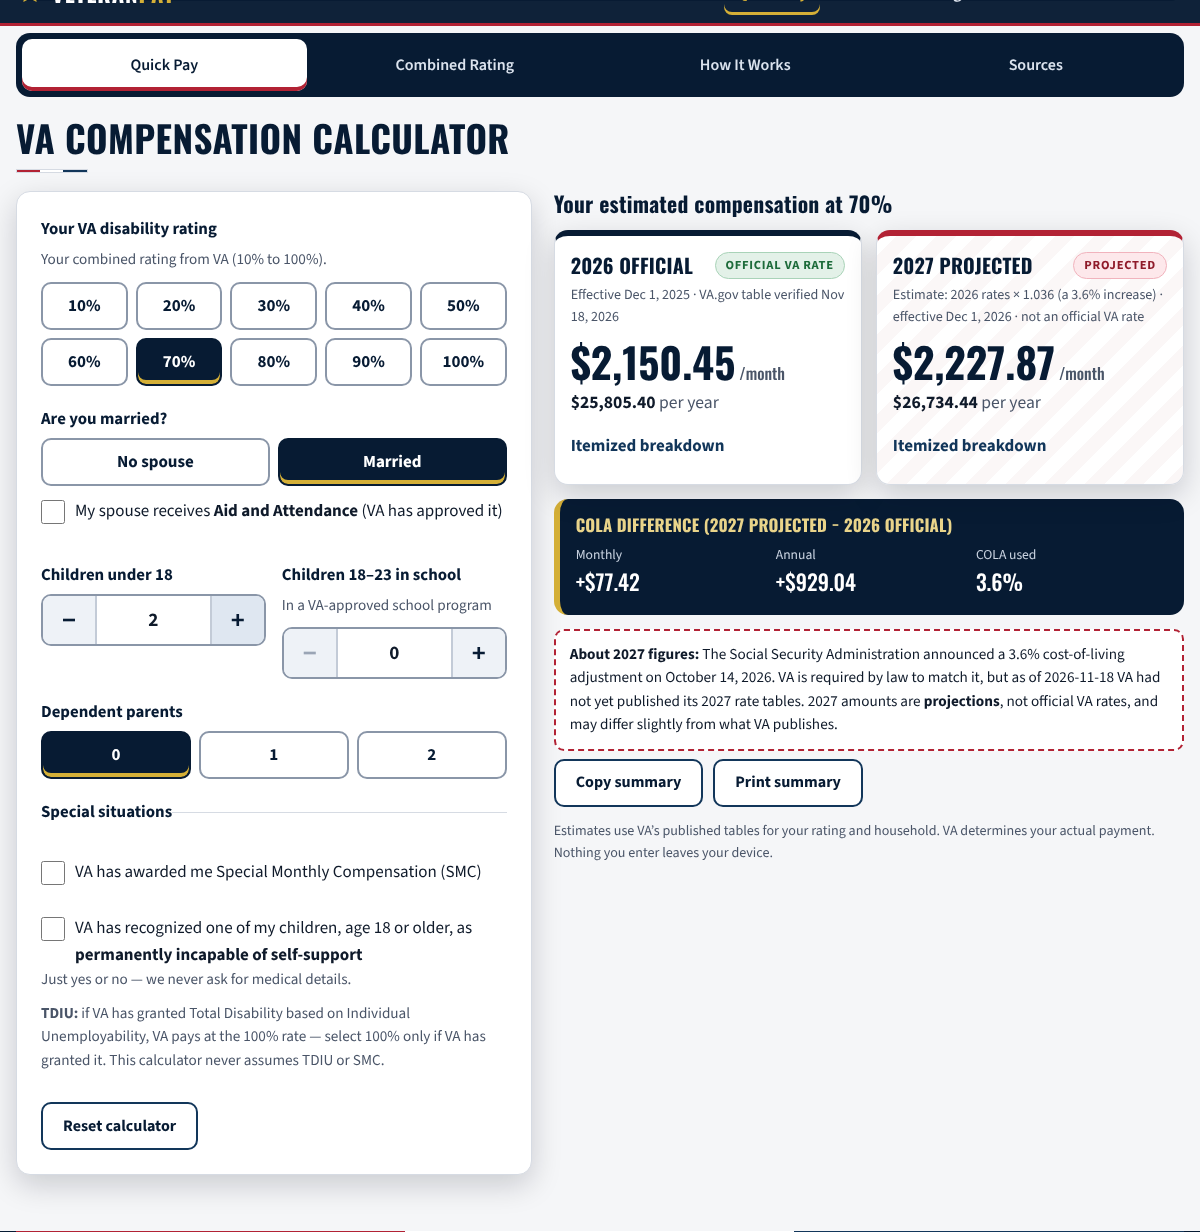 Quick Pay
Combined Rating
How It Works
Sources
VA COMPENSATION CALCULATOR
Your VA disability rating
Your combined rating from VA (10% to 100%).
10%
20%
30%
40%
50%
60%
70%
80%
90%
100%
Are you married?
No spouse
Married
My spouse receives Aid and Attendance (VA has approved it)
Children under 18
− 2 +
Children 18–23 in school
In a VA-approved school program
− 0 +
Dependent parents
0
1
2
Special situations
VA has awarded me Special Monthly Compensation (SMC)
VA has recognized one of my children, age 18 or older, as
permanently incapable of self-support
Just yes or no — we never ask for medical details.
TDIU: if VA has granted Total Disability based on Individual
Unemployability, VA pays at the 100% rate — select 100% only if VA has
granted it. This calculator never assumes TDIU or SMC.
Reset calculator
Your estimated compensation at 70%
2026 OFFICIAL
OFFICIAL VA RATE
Effective Dec 1, 2025 · VA.gov table verified Nov
18, 2026
$2,150.45 /month
$25,805.40 per year
Itemized breakdown
2027 PROJECTED
PROJECTED
Estimate: 2026 rates × 1.036 (a 3.6% increase) ·
effective Dec 1, 2026 · not an official VA rate
$2,227.87 /month
$26,734.44 per year
Itemized breakdown
COLA DIFFERENCE (2027 PROJECTED − 2026 OFFICIAL)
Monthly
+$77.42
Annual
+$929.04
COLA used
3.6%
About 2027 figures: The Social Security Administration announced a 3.6% cost-of-living
adjustment on October 14, 2026. VA is required by law to match it, but as of 2026-11-18 VA had
not yet published its 2027 rate tables. 2027 amounts are projections, not official VA rates, and
may differ slightly from what VA publishes.
Copy summary
Print summary
Estimates use VA's published tables for your rating and household. VA determines your actual payment.
Nothing you enter leaves your device.